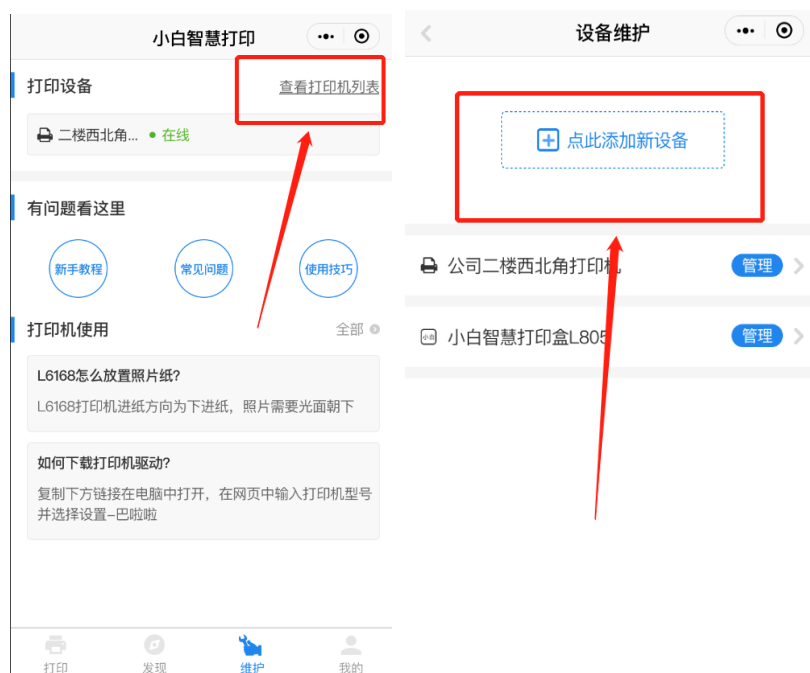 小白智慧打印
打印设备
查看打印机列表
二楼西北角... 在线
有问题看这里
新手教程
常见问题
使用技巧
打印机使用
全部
L6168怎么放置照片纸?
L6168打印机进纸方向为下进纸，照片需要光面朝下
如何下载打印机驱动?
复制下方链接在电脑中打开，在网页中输入打印机型号
并选择设置-巴啦啦
打印
发现
维护
我的
设备维护
点此添加新设备
公司二楼西北角打印机
管理
小白
小白智慧打印盒L805
管理